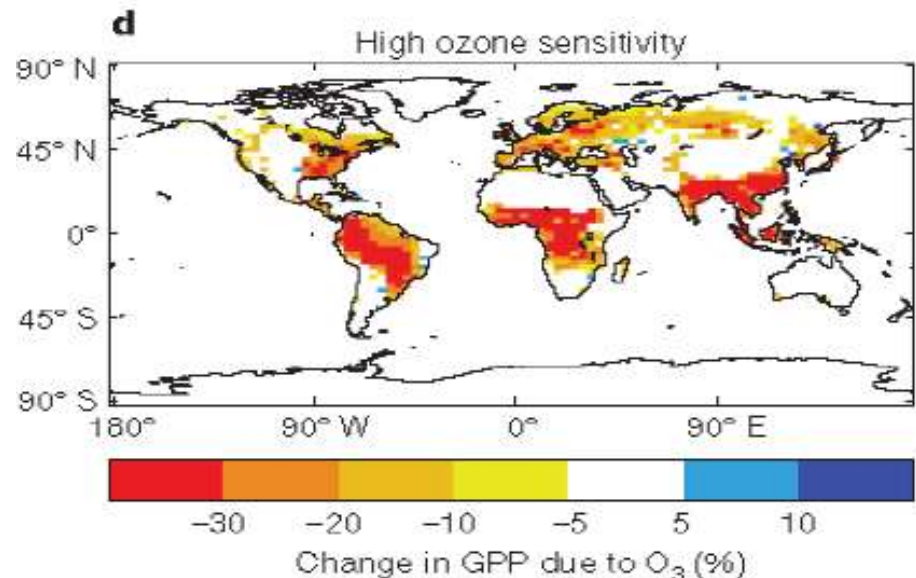 d
High ozone sensitivity
90° N
45° N
0°
45° S
90° S
180° 90° W 0° 90° E
−30 −20 −10 −5 5 10
Change in GPP due to O₃ (%)